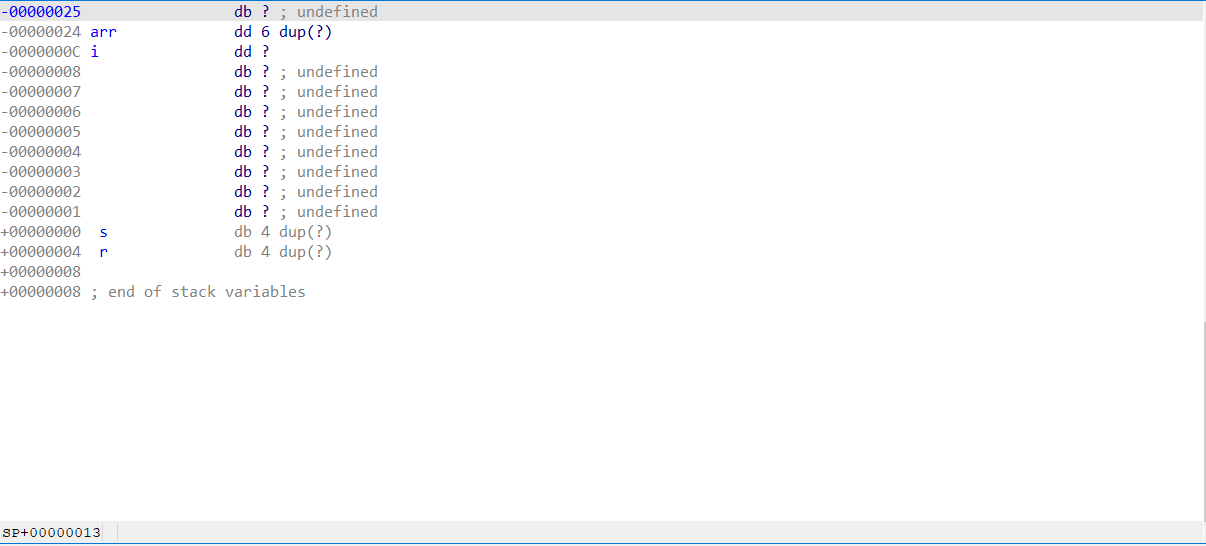 -00000025 db ? ; undefined
-00000024 arr dd 6 dup(?)
-0000000C i dd ?
-00000008 db ? ; undefined
-00000007 db ? ; undefined
-00000006 db ? ; undefined
-00000005 db ? ; undefined
-00000004 db ? ; undefined
-00000003 db ? ; undefined
-00000002 db ? ; undefined
-00000001 db ? ; undefined
+00000000 s db 4 dup(?)
+00000004 r db 4 dup(?)
+00000008
+00000008 ; end of stack variables
SP+00000013